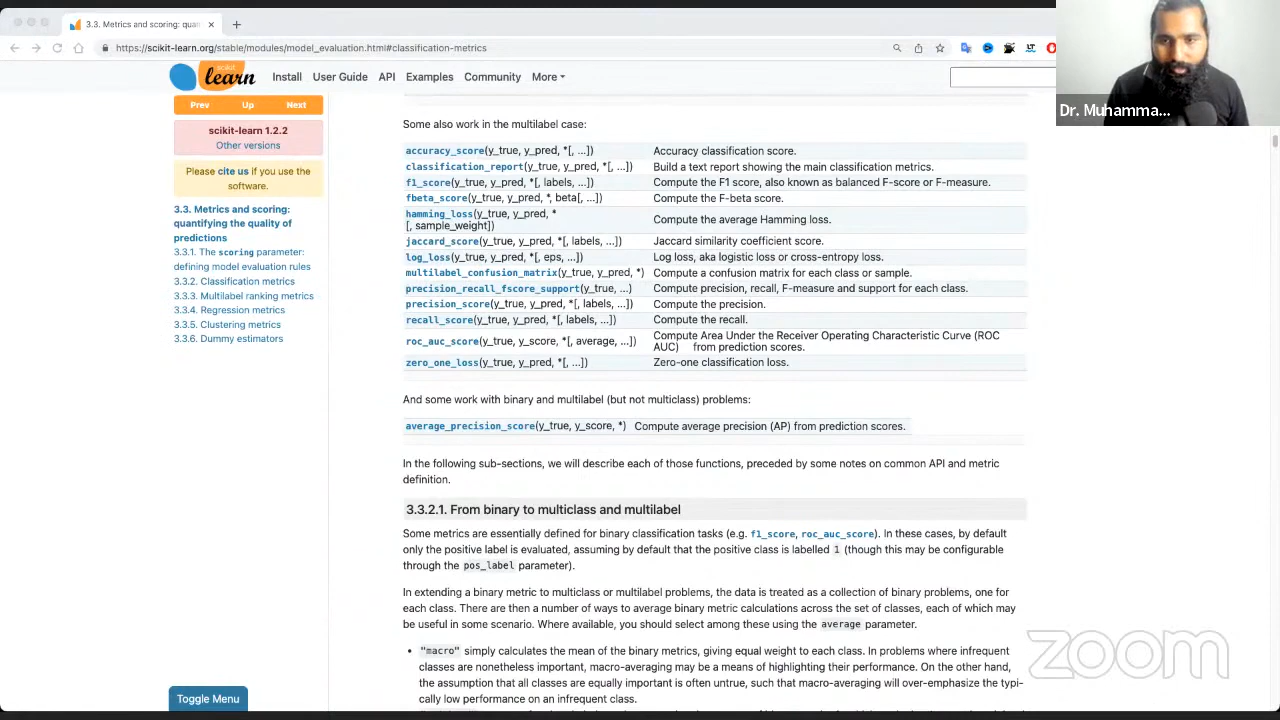 3.3. Metrics and scoring: quan
https://scikit-learn.org/stable/modules/model_evaluation.html#classification-metrics
scikit
learn
Install
User Guide
API
Examples
Community
More
Prev
Up
Next
scikit-learn 1.2.2
Other versions
Please cite us if you use the
software.
3.3. Metrics and scoring:
quantifying the quality of
predictions
3.3.1. The scoring parameter:
defining model evaluation rules
3.3.2. Classification metrics
3.3.3. Multilabel ranking metrics
3.3.4. Regression metrics
3.3.5. Clustering metrics
3.3.6. Dummy estimators
Toggle Menu
Some also work in the multilabel case:
accuracy_score(y_true, y_pred, *[, ...]) Accuracy classification score.
classification_report(y_true, y_pred, *[, ...]) Build a text report showing the main classification metrics.
f1_score(y_true, y_pred, *[, labels, ...]) Compute the F1 score, also known as balanced F-score or F-measure.
fbeta_score(y_true, y_pred, *, beta[, ...]) Compute the F-beta score.
hamming_loss(y_true, y_pred, *
[, sample_weight]) Compute the average Hamming loss.
jaccard_score(y_true, y_pred, *[, labels, ...]) Jaccard similarity coefficient score.
log_loss(y_true, y_pred, *[, eps, ...]) Log loss, aka logistic loss or cross-entropy loss.
multilabel_confusion_matrix(y_true, y_pred, *) Compute a confusion matrix for each class or sample.
precision_recall_fscore_support(y_true, ...) Compute precision, recall, F-measure and support for each class.
precision_score(y_true, y_pred, *[, labels, ...]) Compute the precision.
recall_score(y_true, y_pred, *[, labels, ...]) Compute the recall.
roc_auc_score(y_true, y_score, *[, average, ...]) Compute Area Under the Receiver Operating Characteristic Curve (ROC
AUC) from prediction scores.
zero_one_loss(y_true, y_pred, *[, ...]) Zero-one classification loss.
And some work with binary and multilabel (but not multiclass) problems:
average_precision_score(y_true, y_score, *) Compute average precision (AP) from prediction scores.
In the following sub-sections, we will describe each of those functions, preceded by some notes on common API and metric
definition.
3.3.2.1. From binary to multiclass and multilabel
Some metrics are essentially defined for binary classification tasks (e.g. f1_score, roc_auc_score). In these cases, by default
only the positive label is evaluated, assuming by default that the positive class is labelled 1 (though this may be configurable
through the pos_label parameter).
In extending a binary metric to multiclass or multilabel problems, the data is treated as a collection of binary problems, one for
each class. There are then a number of ways to average binary metric calculations across the set of classes, each of which may
be useful in some scenario. Where available, you should select among these using the average parameter.
• "macro" simply calculates the mean of the binary metrics, giving equal weight to each class. In problems where infrequent
classes are nonetheless important, macro-averaging may be a means of highlighting their performance. On the other hand,
the assumption that all classes are equally important is often untrue, such that macro-averaging will over-emphasize the typi-
cally low performance on an infrequent class.
Dr. Muhamma...
zoom